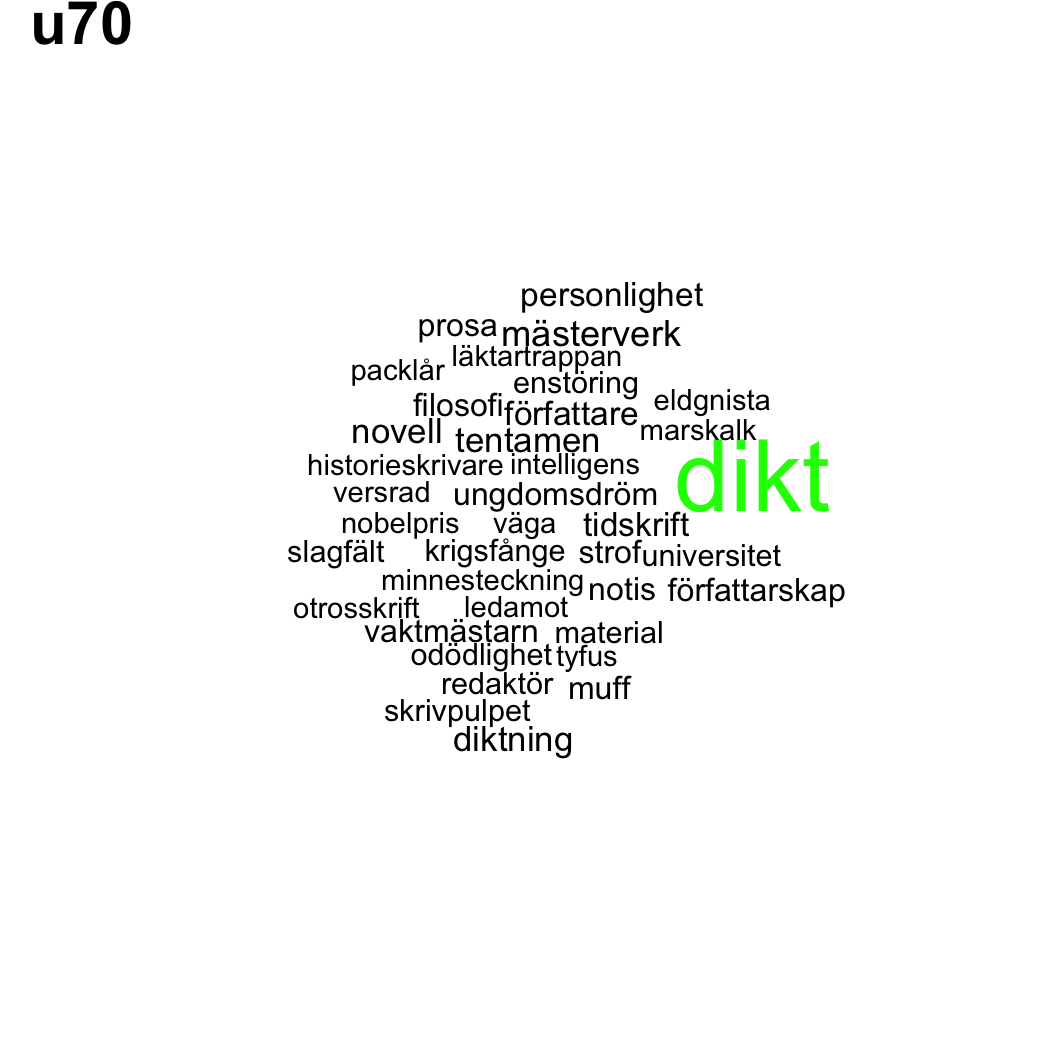 u70
personlighet
prosa mästerverk
läktartrappan
packlår
enstöring
eldgnista
filosofi författare
novell tentamen marskalk
historieskrivare intelligens dikt
versrad ungdomsdröm
nobelpris väga tidskrift
slagfält krigsfånge strof universitet
minnesteckning notis författarskap
otrosskrift ledamot
vaktmästarn material
odödlighet tyfus
redaktör muff
skrivpulpet
diktning